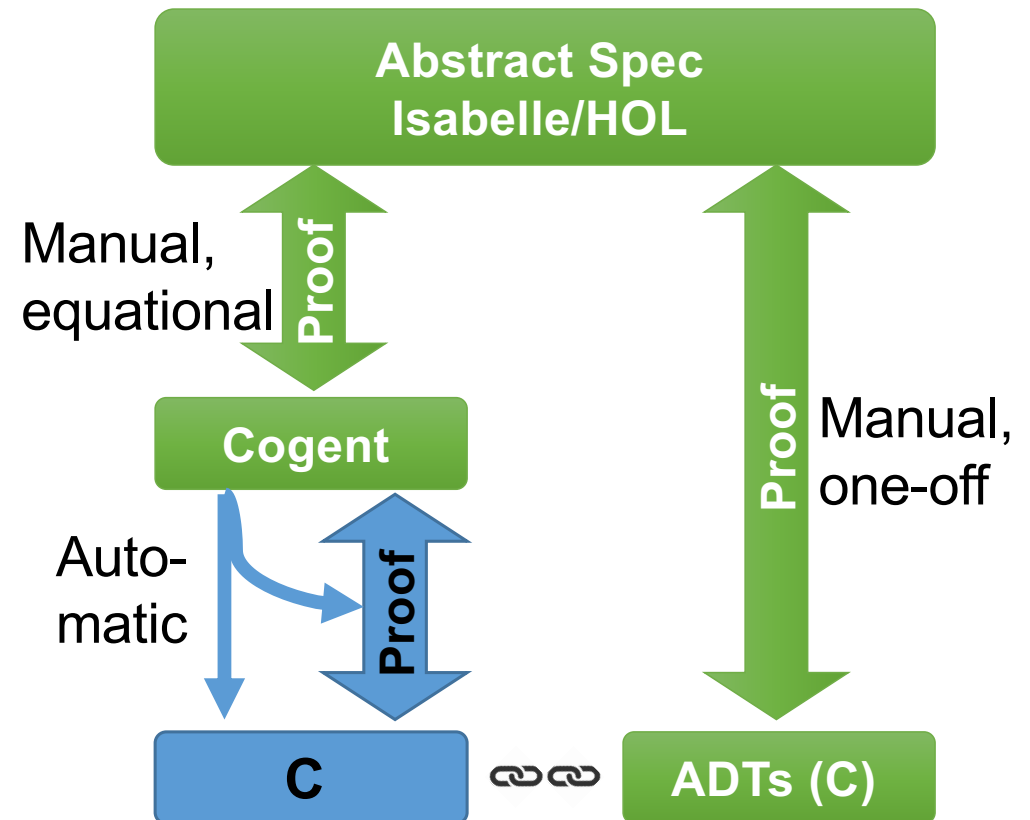 Abstract Spec
Isabelle/HOL
Manual,
equational
Proof
Proof
Manual,
one-off
Cogent
Auto-
matic
Proof
C
ADTs (C)